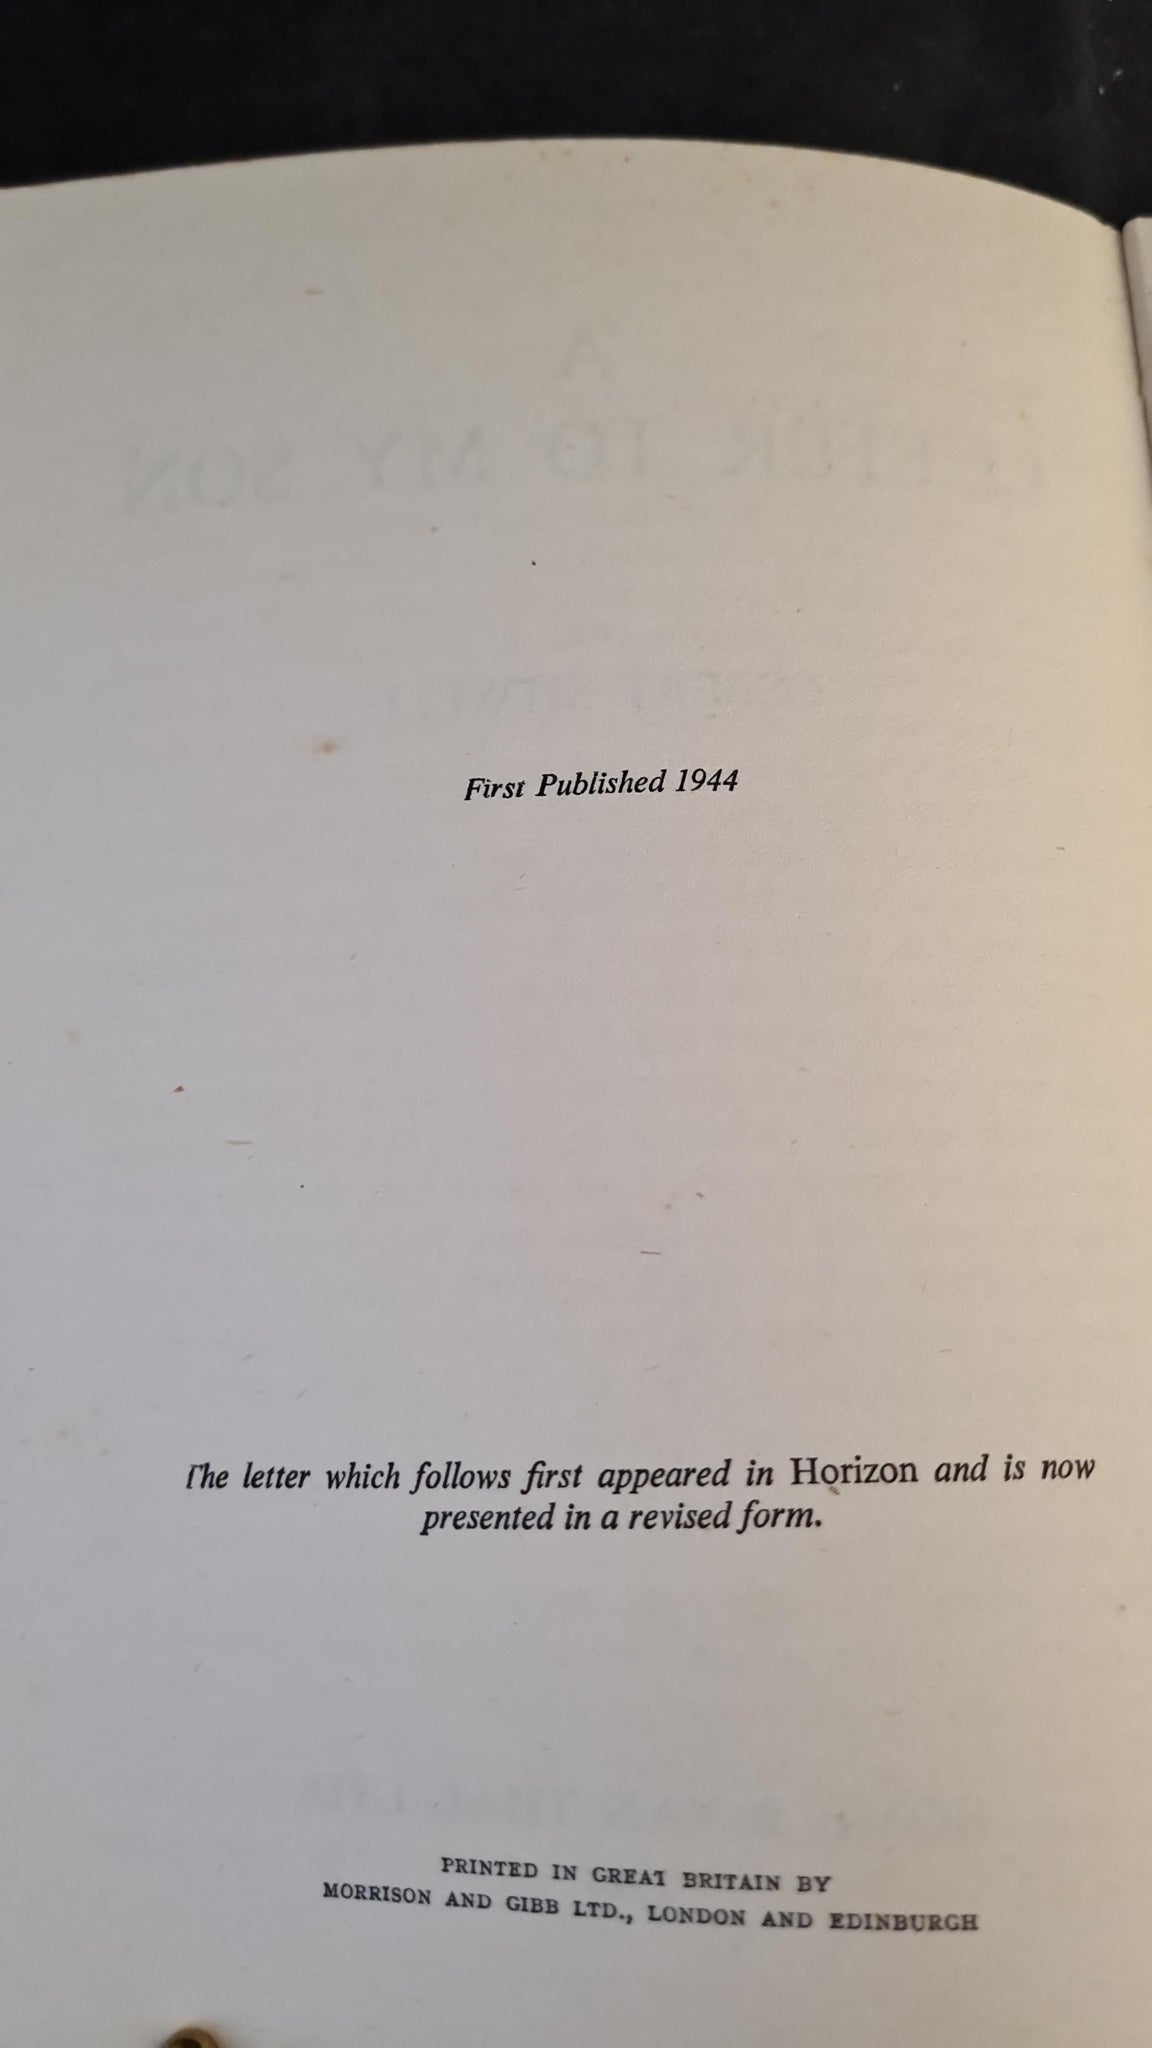 First Published 1944
The letter which follows first appeared in Horizon and is now
presented in a revised form.
PRINTED IN GREAT BRITAIN BY
MORRISON AND GIBB LTD., LONDON AND EDINBURGH